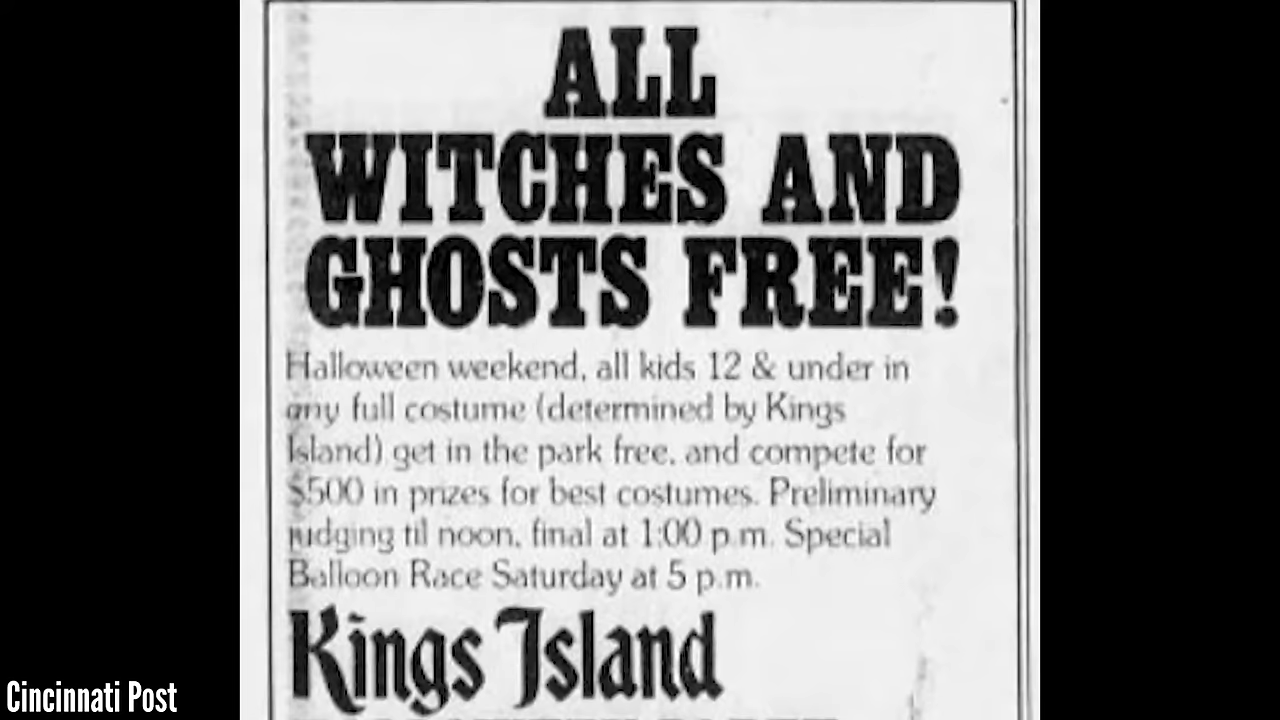 ALL
WITCHES AND
GHOSTS FREE!
Halloween weekend, all kids 12 & under in
any full costume (determined by Kings
Island) get in the park free, and compete for
$500 in prizes for best costumes. Preliminary
judging til noon, final at 1:00 p.m. Special
Balloon Race Saturday at 5 p.m.
Kings Island
Cincinnati Post